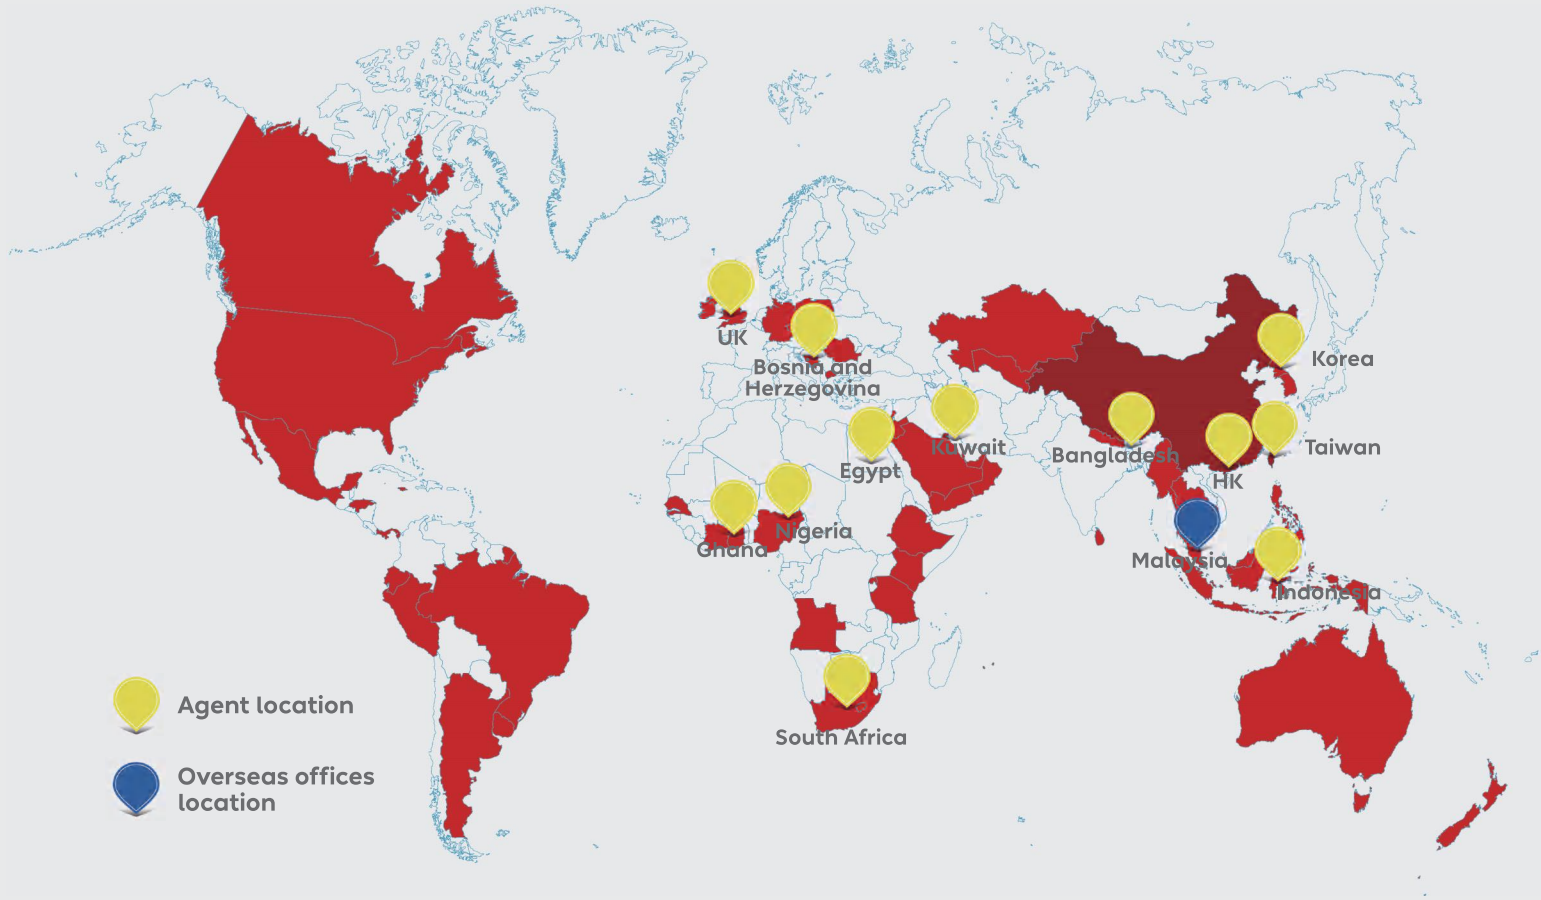 UK
Bosnia and
Herzegovina
Korea
Kuwait
Egypt
Bangladesh
Taiwan
HK
Nigeria
Ghana
Malaysia
Indonesia
South Africa
Agent location
Overseas offices
location